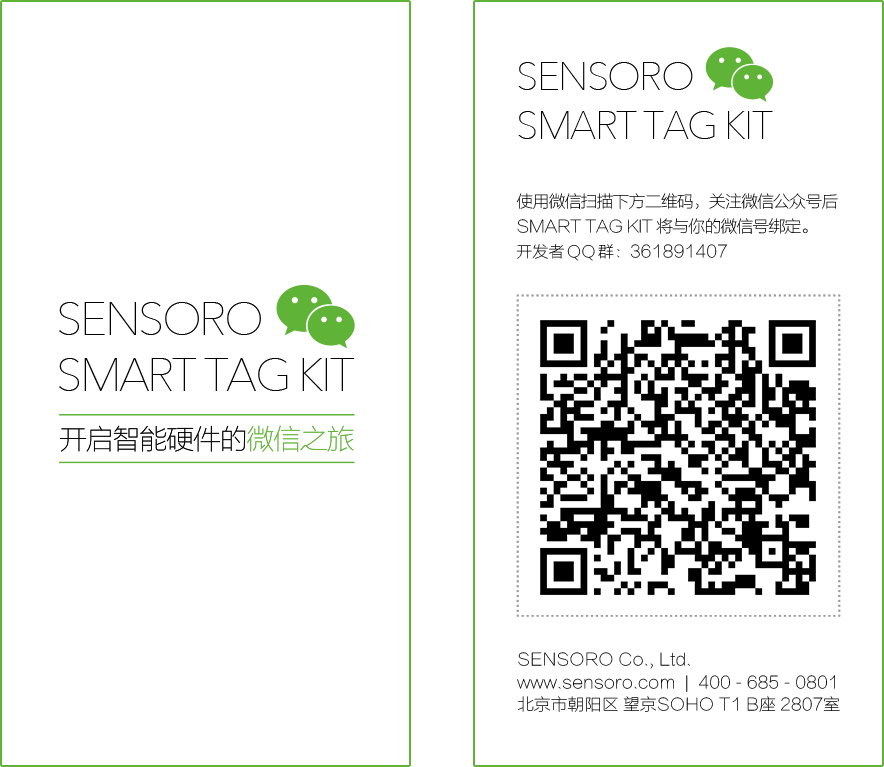 SENSORO
SMART TAG KIT
开启智能硬件的微信之旅
SENSORO
SMART TAG KIT
使用微信扫描下方二维码，关注微信公众号后
SMART TAG KIT 将与你的微信号绑定。
开发者QQ群：361891407
SENSORO Co., Ltd.
www.sensoro.com | 400 - 685 - 0801
北京市朝阳区 望京SOHO T1 B座 2807室